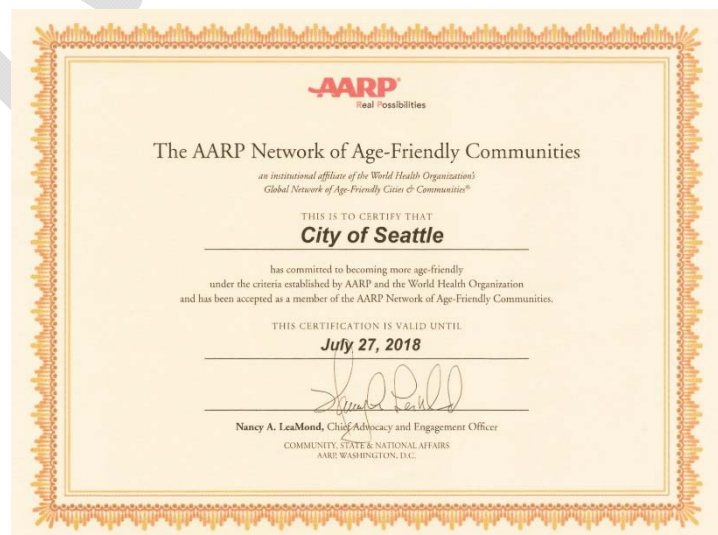 AARP®
Real Possibilities
The AARP Network of Age-Friendly Communities
an institutional affiliate of the World Health Organization's
Global Network of Age-Friendly Cities & Communities®
THIS IS TO CERTIFY THAT
City of Seattle
has committed to becoming more age-friendly
under the criteria established by AARP and the World Health Organization
and has been accepted as a member of the AARP Network of Age-Friendly Communities.
THIS CERTIFICATION IS VALID UNTIL
July 27, 2018
Nancy A. LeaMond, Chief Advocacy and Engagement Officer
COMMUNITY, STATE & NATIONAL AFFAIRS
AARP, WASHINGTON, D.C.